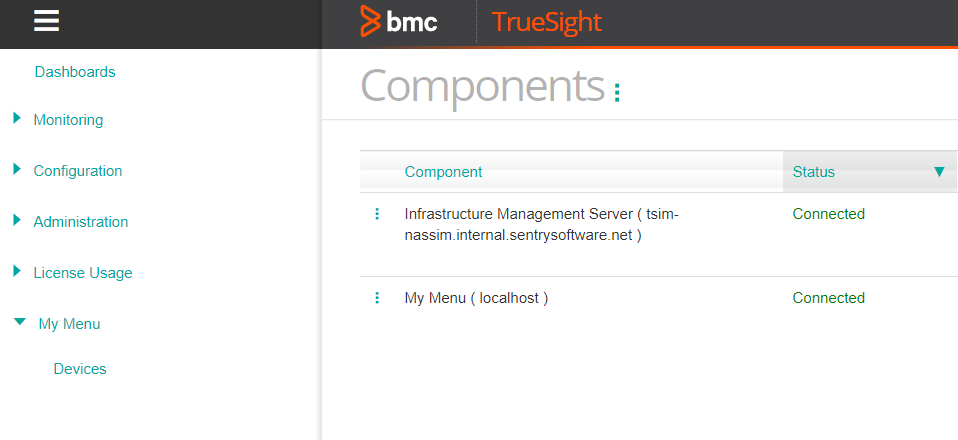 bmc TrueSight
Dashboards
Monitoring
Configuration
Administration
License Usage
My Menu
Devices
Components
Component Status
Infrastructure Management Server ( tsim- Connected
nassim.internal.sentrysoftware.net )
My Menu ( localhost ) Connected